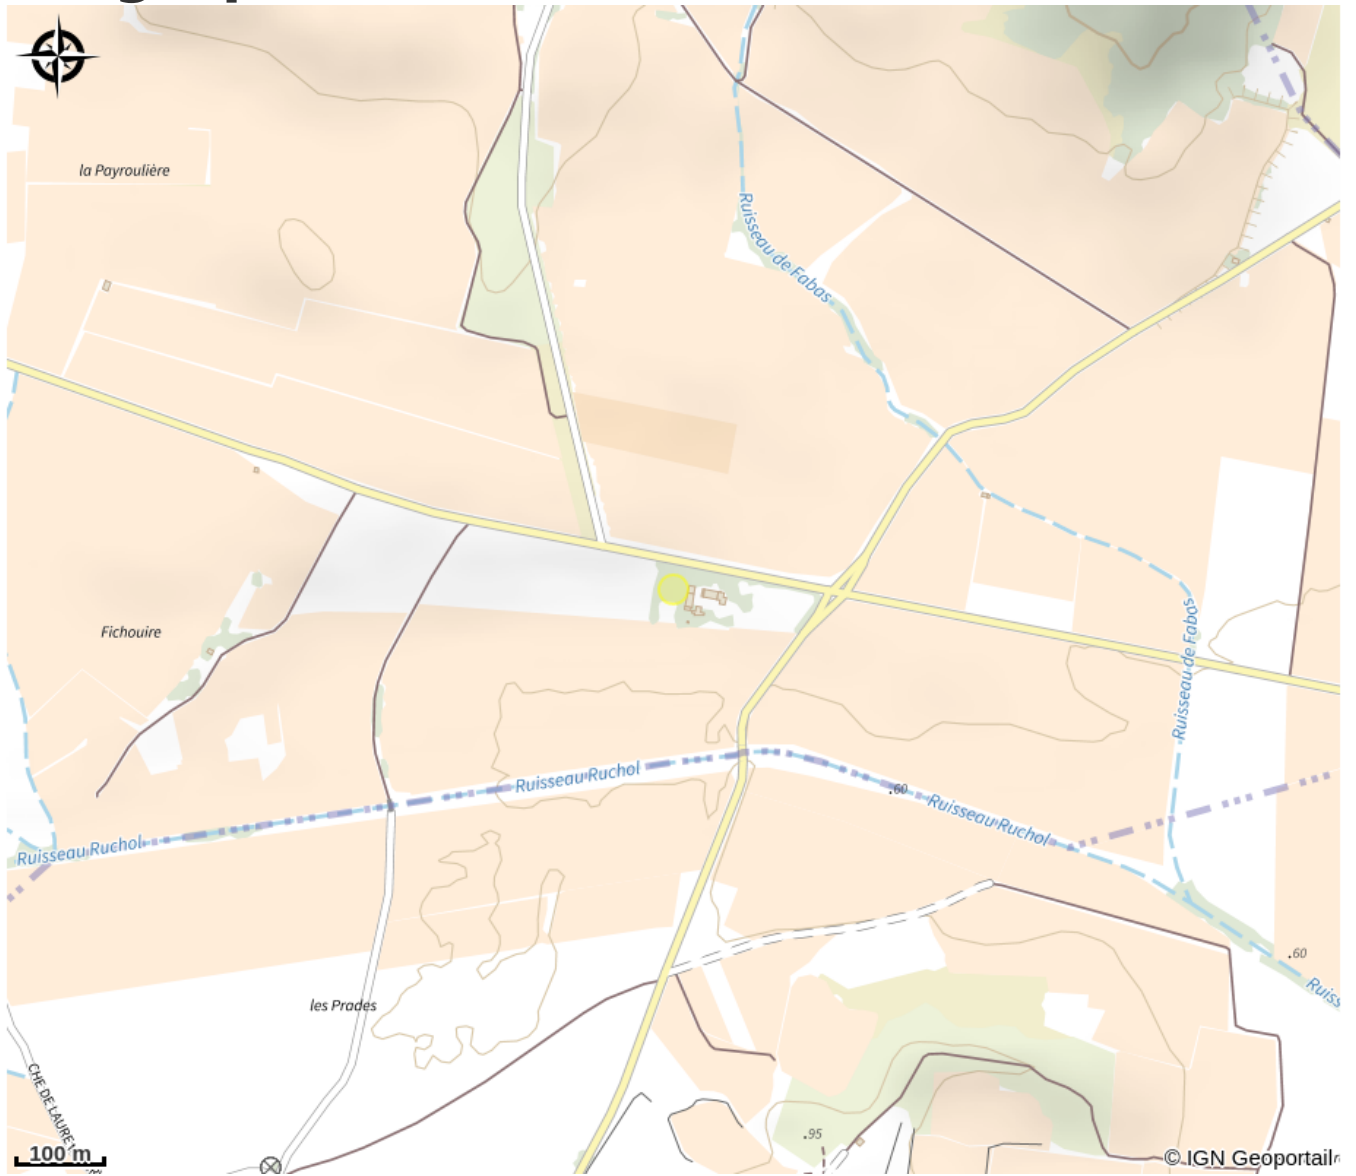 la Payroulière
Ruisseau de Fabas
Fichouire
Ruisseau de Fabas
Ruisseau Ruchol
.60
Ruisseau Ruchol
Ruisseau Ruchol
.60
les Prades
Ruiss
CHE DE LAURE
.95
100 m
© IGN Geoportail